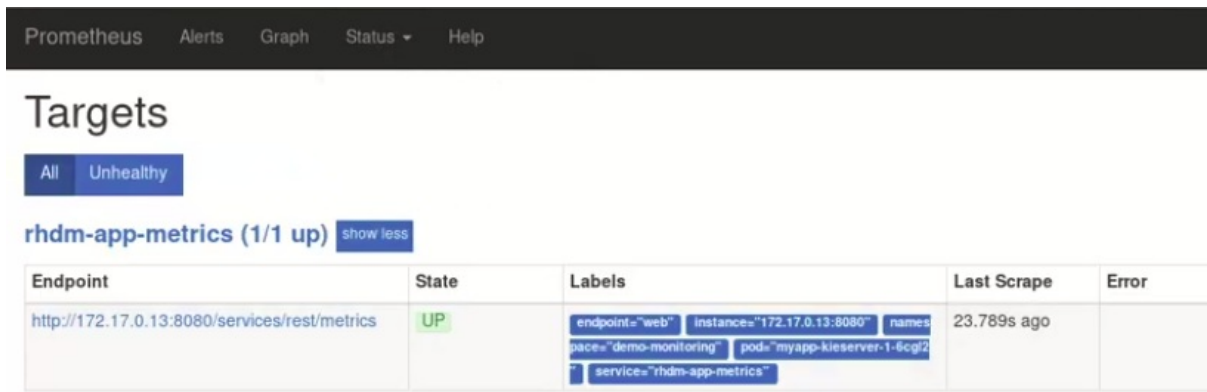 Prometheus Alerts Graph Status Help
Targets
All Unhealthy
rhdm-app-metrics (1/1 up) show less
Endpoint State Labels Last Scrape Error
http://172.17.0.13:8080/services/rest/metrics UP endpoint="web" instance="172.17.0.13:8080" names 23.789s ago
pace="demo-monitoring" pod="myapp-kieserver-1-6cgl2
" service="rhdm-app-metrics"